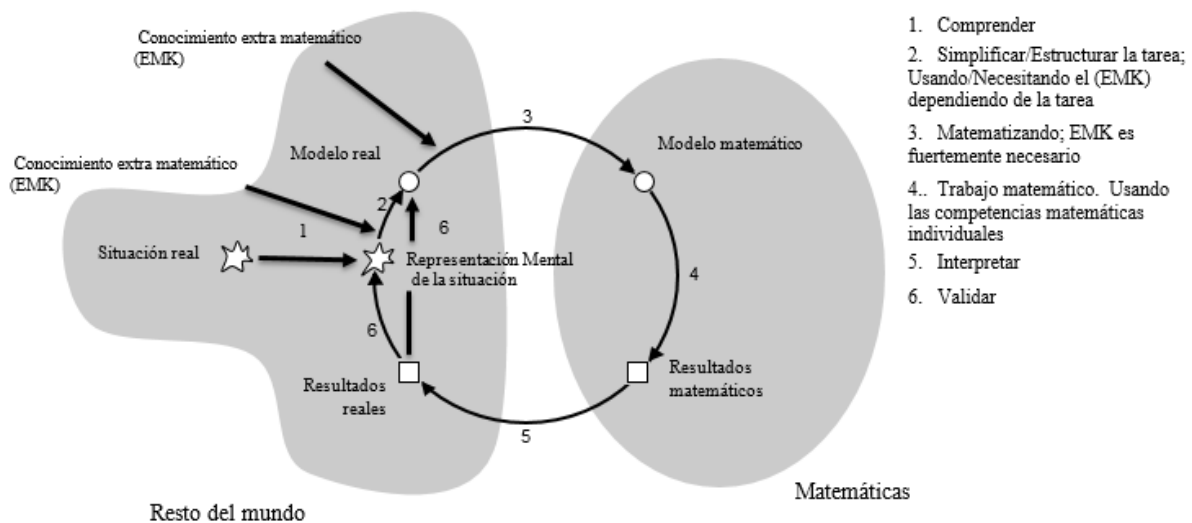 Conocimiento extra matemático
(EMK)
Conocimiento extra matemático
(EMK)
Modelo real
Situación real
1
2
3
6
Representación Mental
de la situación
6
Resultados
reales
5
Modelo matemático
4
Resultados
matemáticos
Resto del mundo
Matemáticas
1. Comprender
2. Simplificar/Estructurar la tarea;
Usando/Necesitando el (EMK)
dependiendo de la tarea
3. Matematizando; EMK es
fuertemente necesario
4.. Trabajo matemático. Usando
las competencias matemáticas
individuales
5. Interpretar
6. Validar